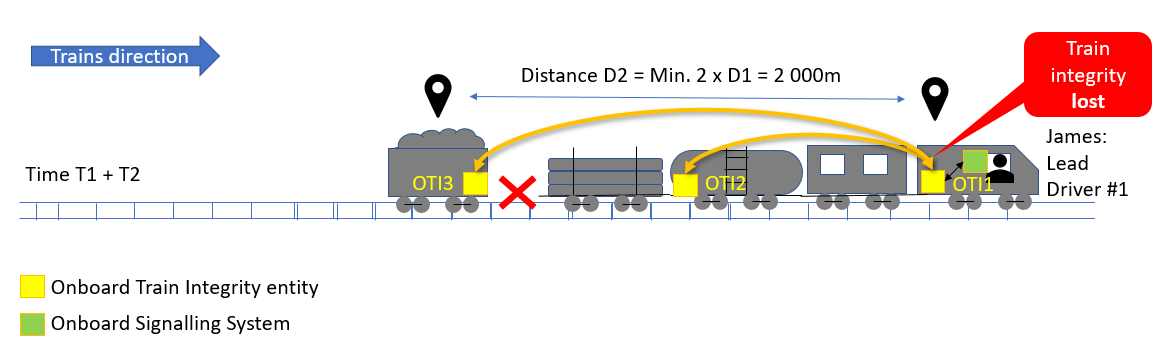 Trains direction
Distance D2 = Min. 2 x D1 = 2 000m
Train
integrity
lost
James:
Lead
Driver #1
Time T1 + T2
OTI3
OTI2
OTI1
Onboard Train Integrity entity
Onboard Signalling System